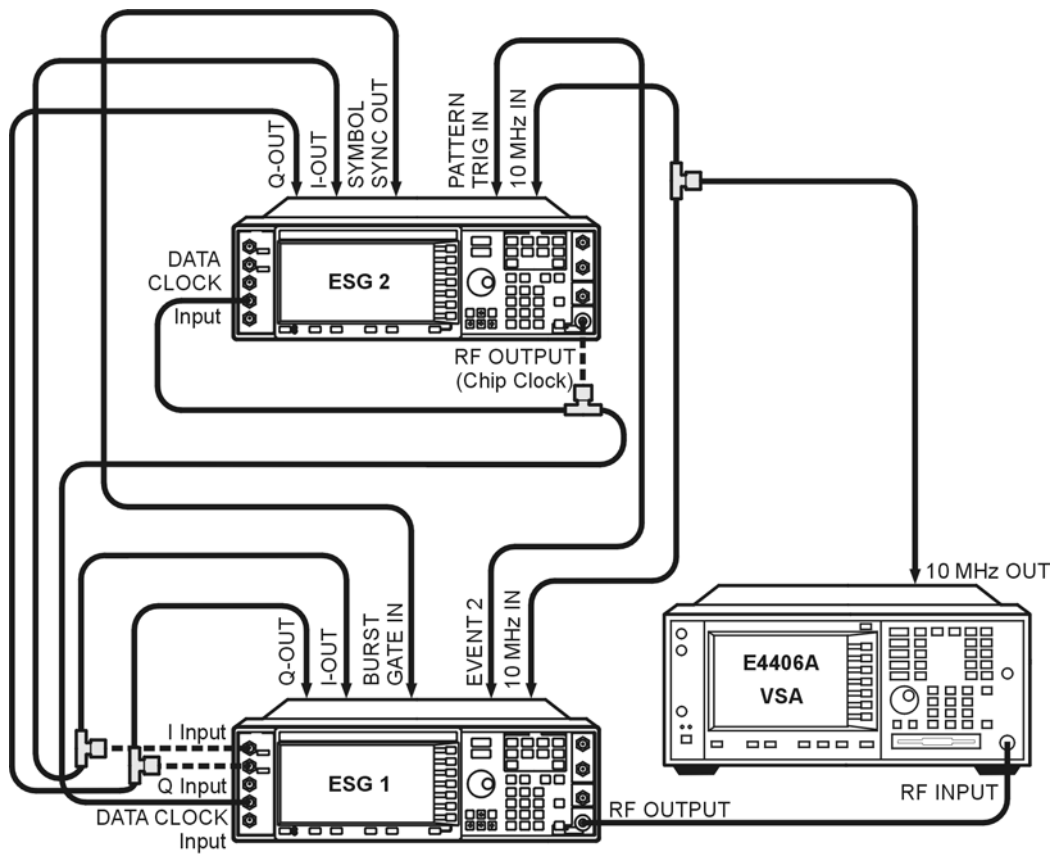 Q-OUT
I-OUT
SYMBOL
SYNC OUT
PATTERN
TRIG IN
10 MHz IN
DATA
CLOCK
Input
ESG 2
RF OUTPUT
(Chip Clock)
Q-OUT
I-OUT
BURST
GATE IN
EVENT 2
10 MHz IN
10 MHz OUT
E4406A
VSA
I Input
Q Input
DATA CLOCK
Input
ESG 1
RF OUTPUT
RF INPUT